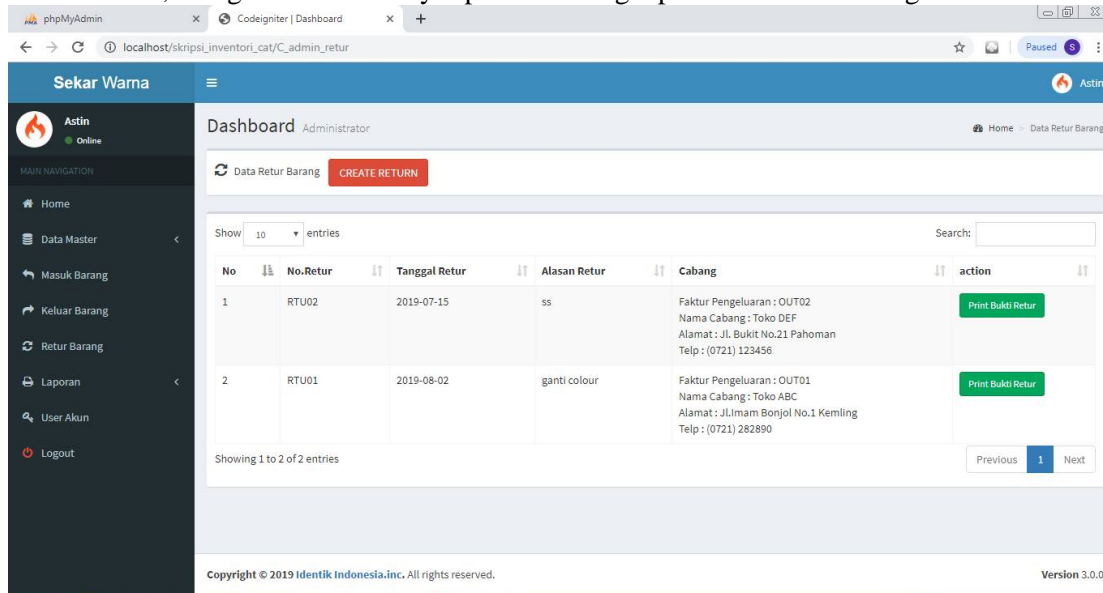 phpMyAdmin
Codeigniter | Dashboard
localhost/skripsi_inventori_cat/C_admin_retur
Paused S
Sekar Warna
Astin
Astin
Online
Dashboard Administrator
Home > Data Retur Barang
MAIN NAVIGATION
Home
Data Master
Masuk Barang
Keluar Barang
Retur Barang
Laporan
User Akun
Logout
Data Retur Barang CREATE RETURN
Show 10 entries
Search:
No No.Retur Tanggal Retur Alasan Retur Cabang action
1 RTU02 2019-07-15 ss Faktur Pengeluaran : OUT02 Print Bukti Retur
Nama Cabang : Toko DEF
Alamat : Jl. Bukit No.21 Pahoman
Telp : (0721) 123456
2 RTU01 2019-08-02 ganti colour Faktur Pengeluaran : OUT01 Print Bukti Retur
Nama Cabang : Toko ABC
Alamat : Jl.Imam Bonjol No.1 Kemling
Telp : (0721) 282890
Showing 1 to 2 of 2 entries
Previous 1 Next
Copyright © 2019 Identik Indonesia.inc. All rights reserved.
Version 3.0.0